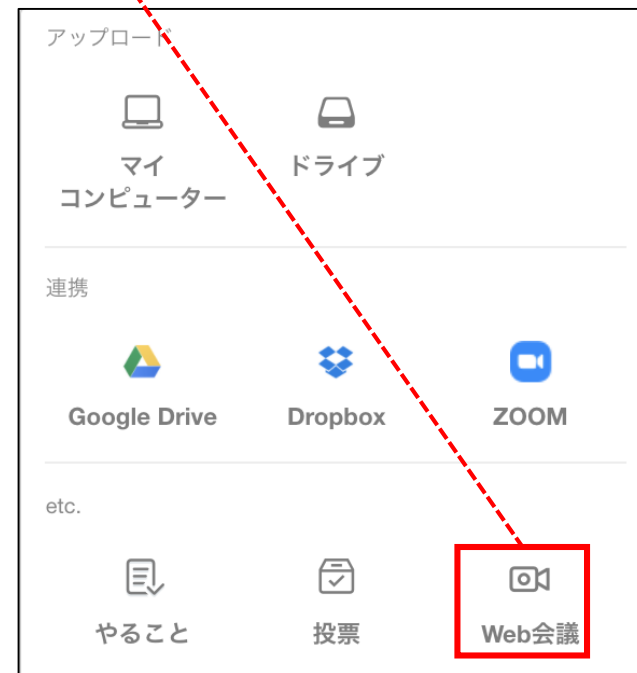 アップロード
マイ
コンピューター
ドライブ
連携
Google Drive
Dropbox
ZOOM
etc.
やること
投票
Web会議